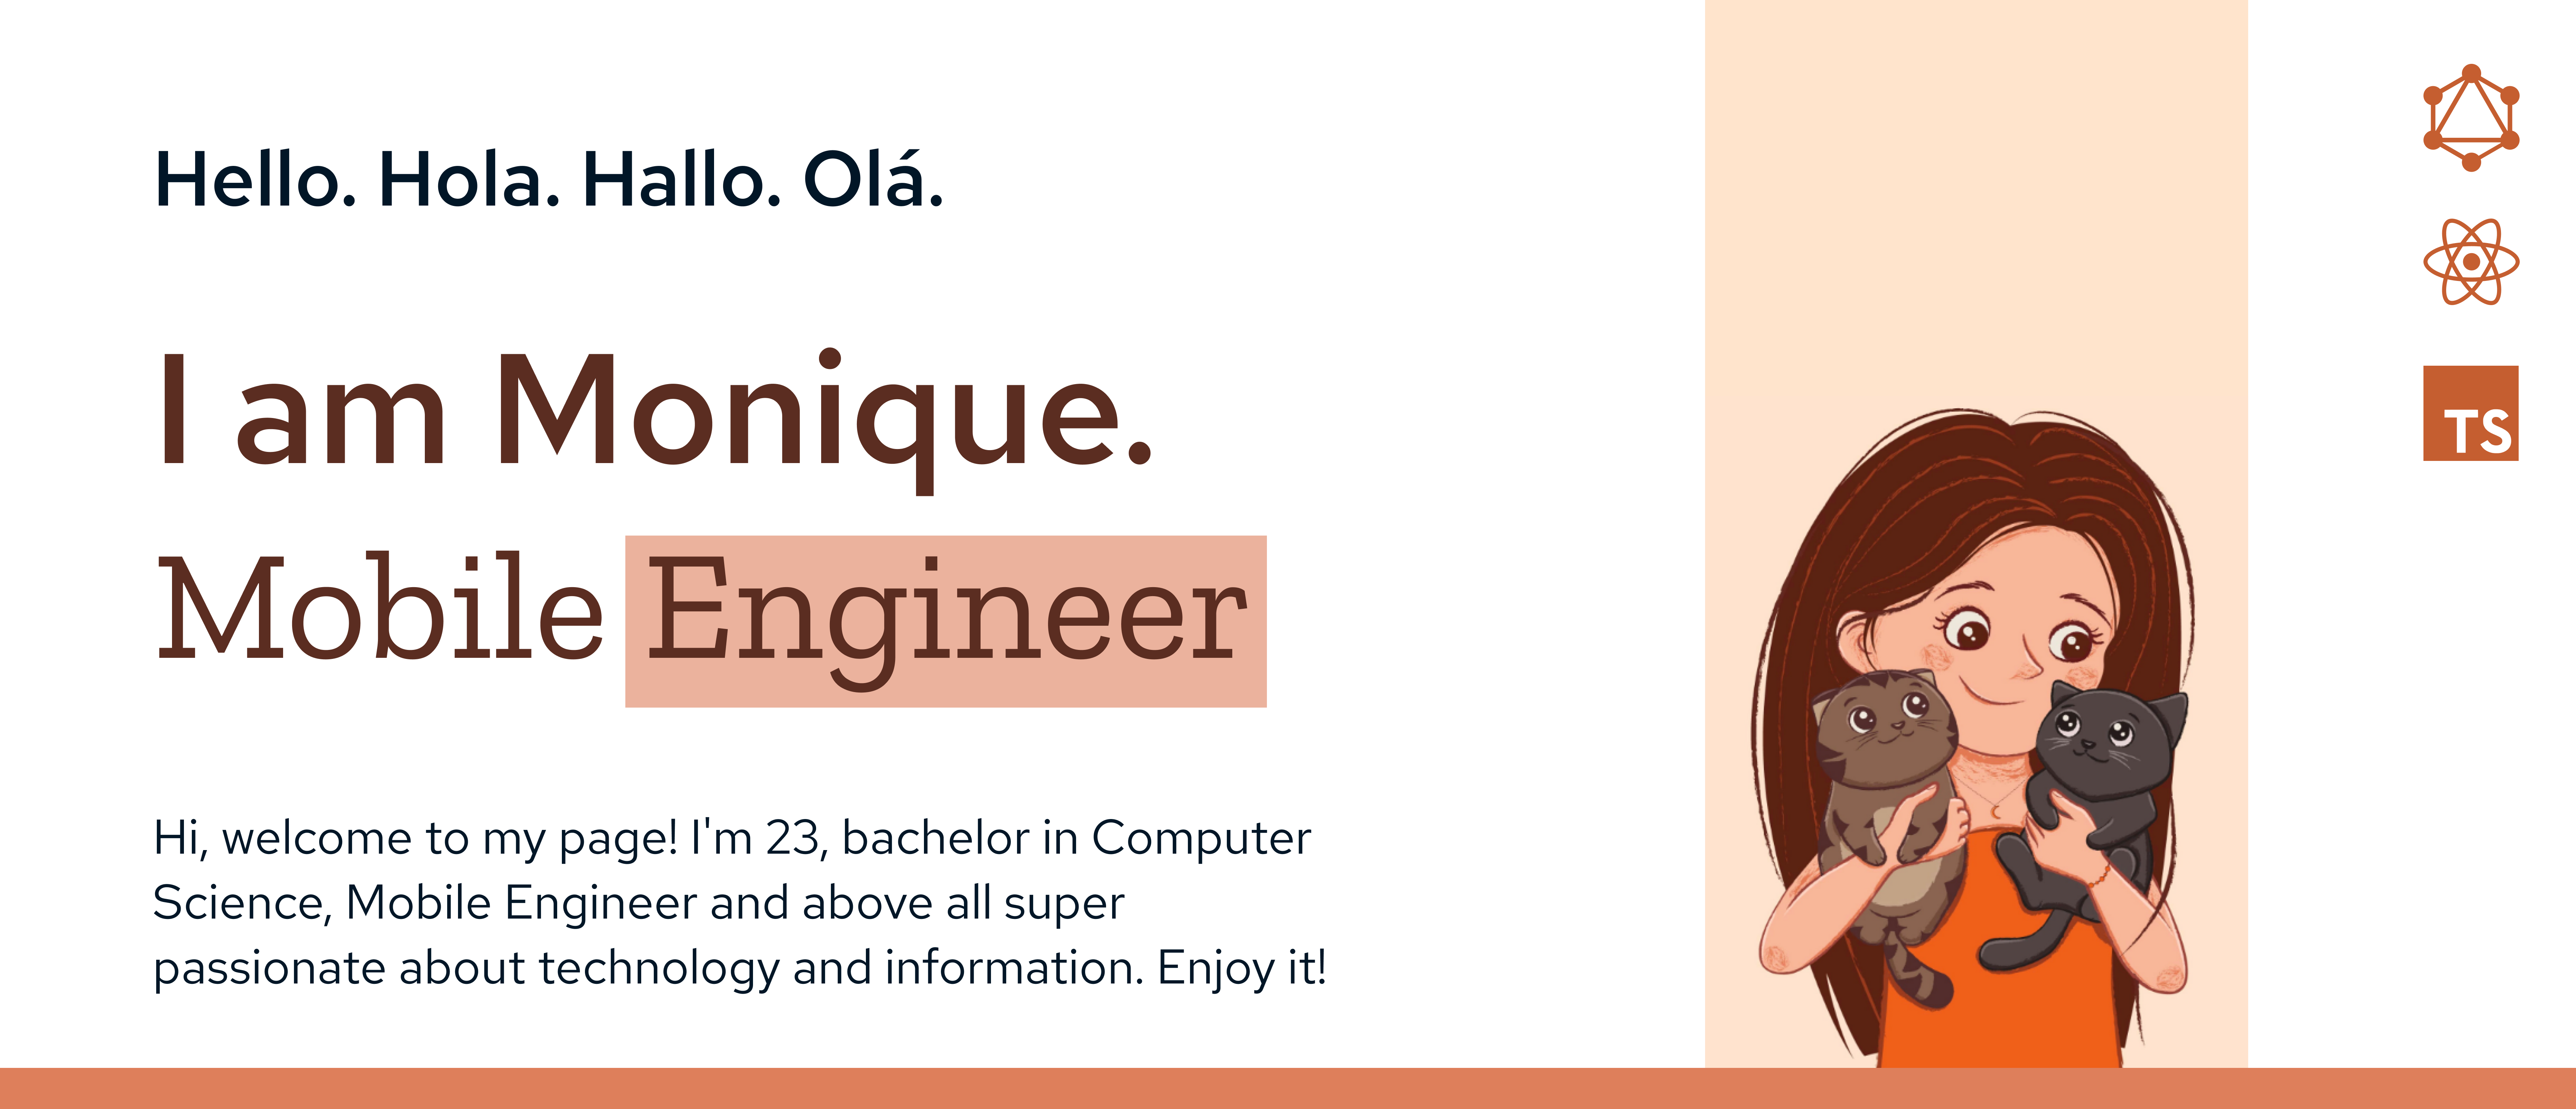 Hello. Hola. Hallo. Olá.
I am Monique.
Mobile Engineer
Hi, welcome to my page! I'm 23, bachelor in Computer
Science, Mobile Engineer and above all super
passionate about technology and information. Enjoy it!
TS